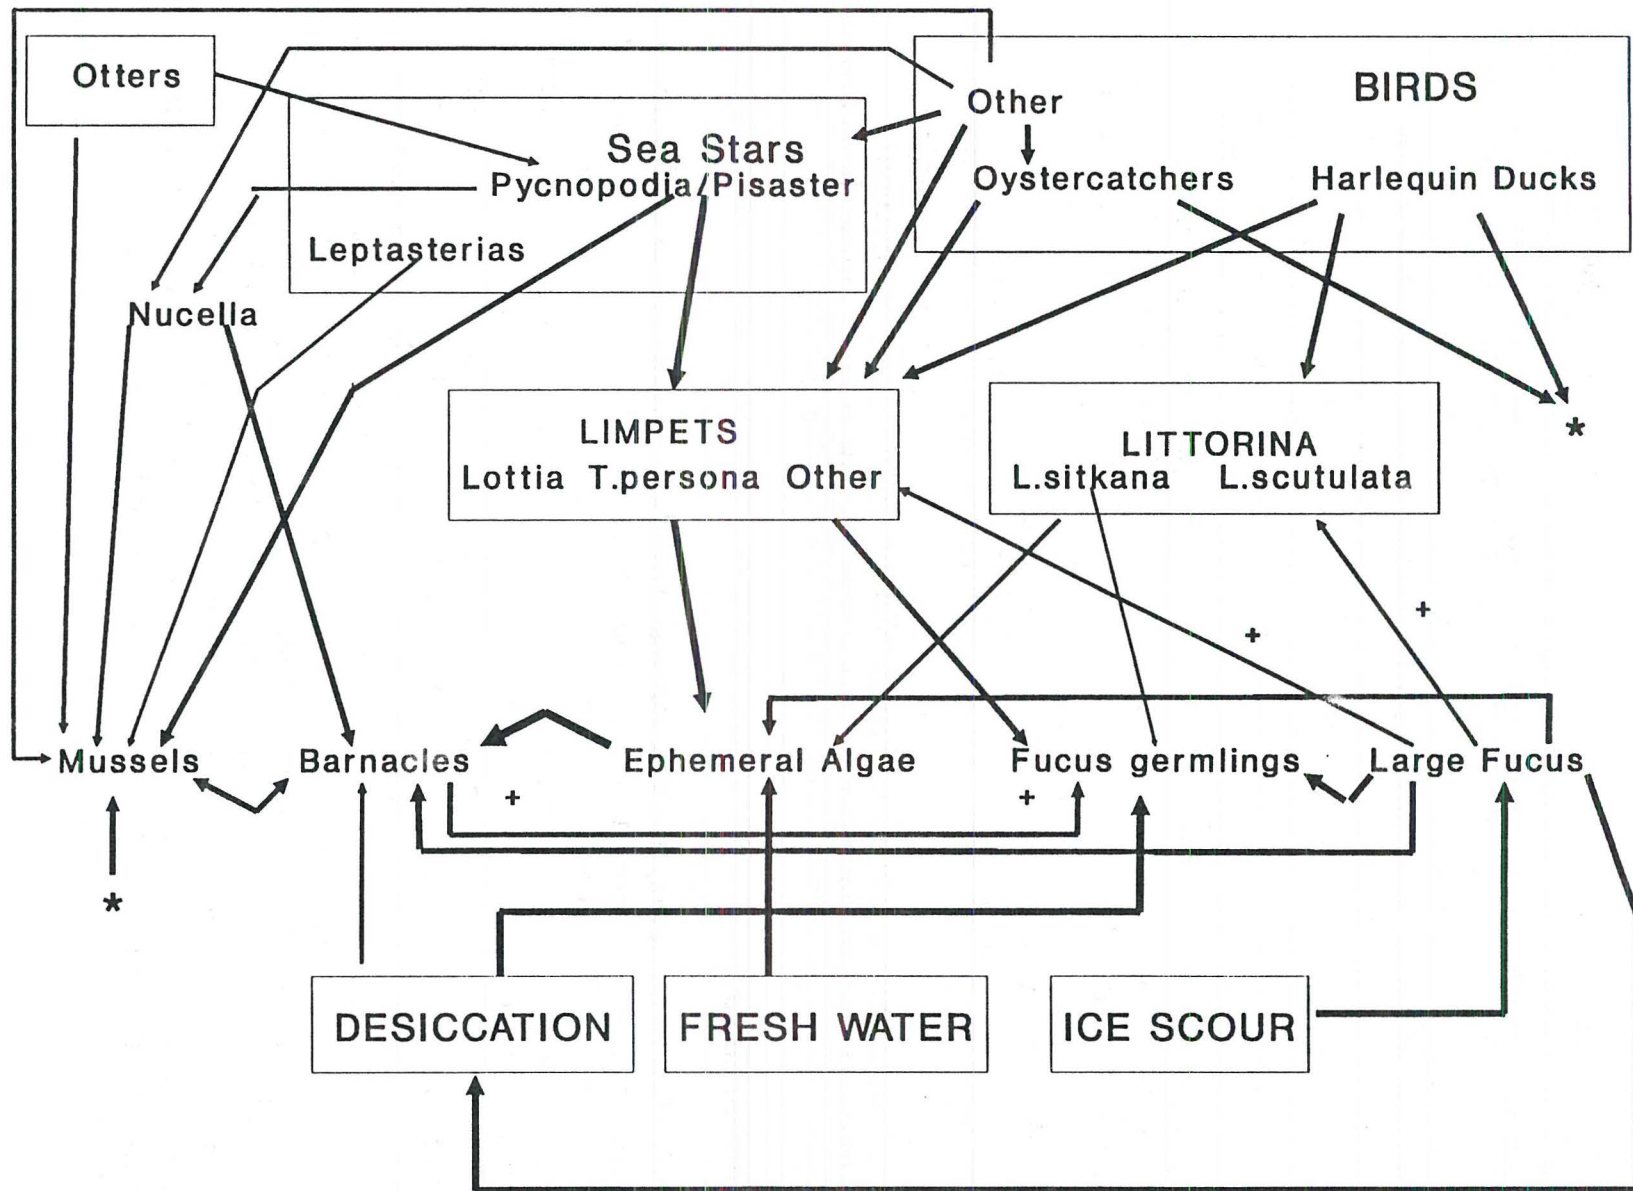 Otters
BIRDS
Other
Sea Stars
Pycnopodia/Pisaster
Oystercatchers
Harlequin Ducks
Leptasterias
Nucella
*
LIMPETS
Lottia T.persona Other
LITTORINA
L.sitkana L.scutulata
+
+
Mussels
Barnacles
Ephemeral Algae
Fucus germlings
Large Fucus
+
+
*
DESICCATION
FRESH WATER
ICE SCOUR